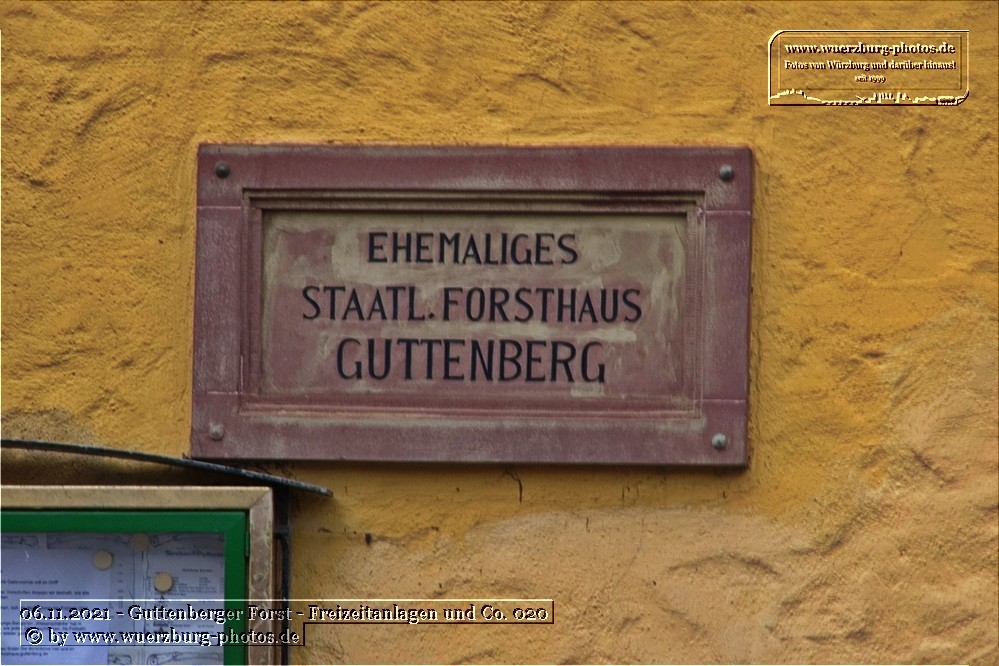 www.wuerzburg-photos.de
Fotos von Würzburg und darüber hinaus!
seit 1999
EHEMALIGES
STAATL. FORSTHAUS
GUTTENBERG
06.11.2021 - Guttenberger Forst - Freizeitanlagen und Co. 020
© by www.wuerzburg-photos.de